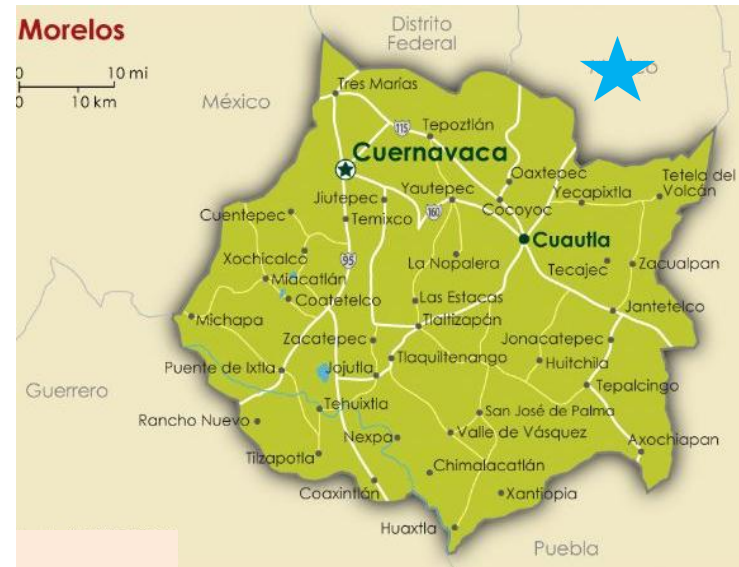 Morelos
Distrito
Federal
0 10 mi
0 10 km
México
Tres Marías
115
Tepoztlán
Cuernavaca
Oaxtepec
Tetela del
Volcán
Jiutepec
Yautepec
Yecapixtla
Cuentepec
Temixco
160
Cocoyoc
Cuautla
Xochicalco
95
La Nopalera
Tecajec
Zacualpan
Miacatlán
Coatetelco
Las Estacas
Jantetelco
Michapa
Tlaltizapán
Zacatepec
Jonacatepec
Puente de Ixtla
Jojutla
Tlaquiltenango
Huitchila
Guerrero
Tepalcingo
Tehuixtla
San José de Palma
Rancho Nuevo
Nexpa
Valle de Vásquez
Axochiapan
Tilzapotla
Chimalacatlán
Coaxintlán
Xantiopia
Huaxtla
Puebla